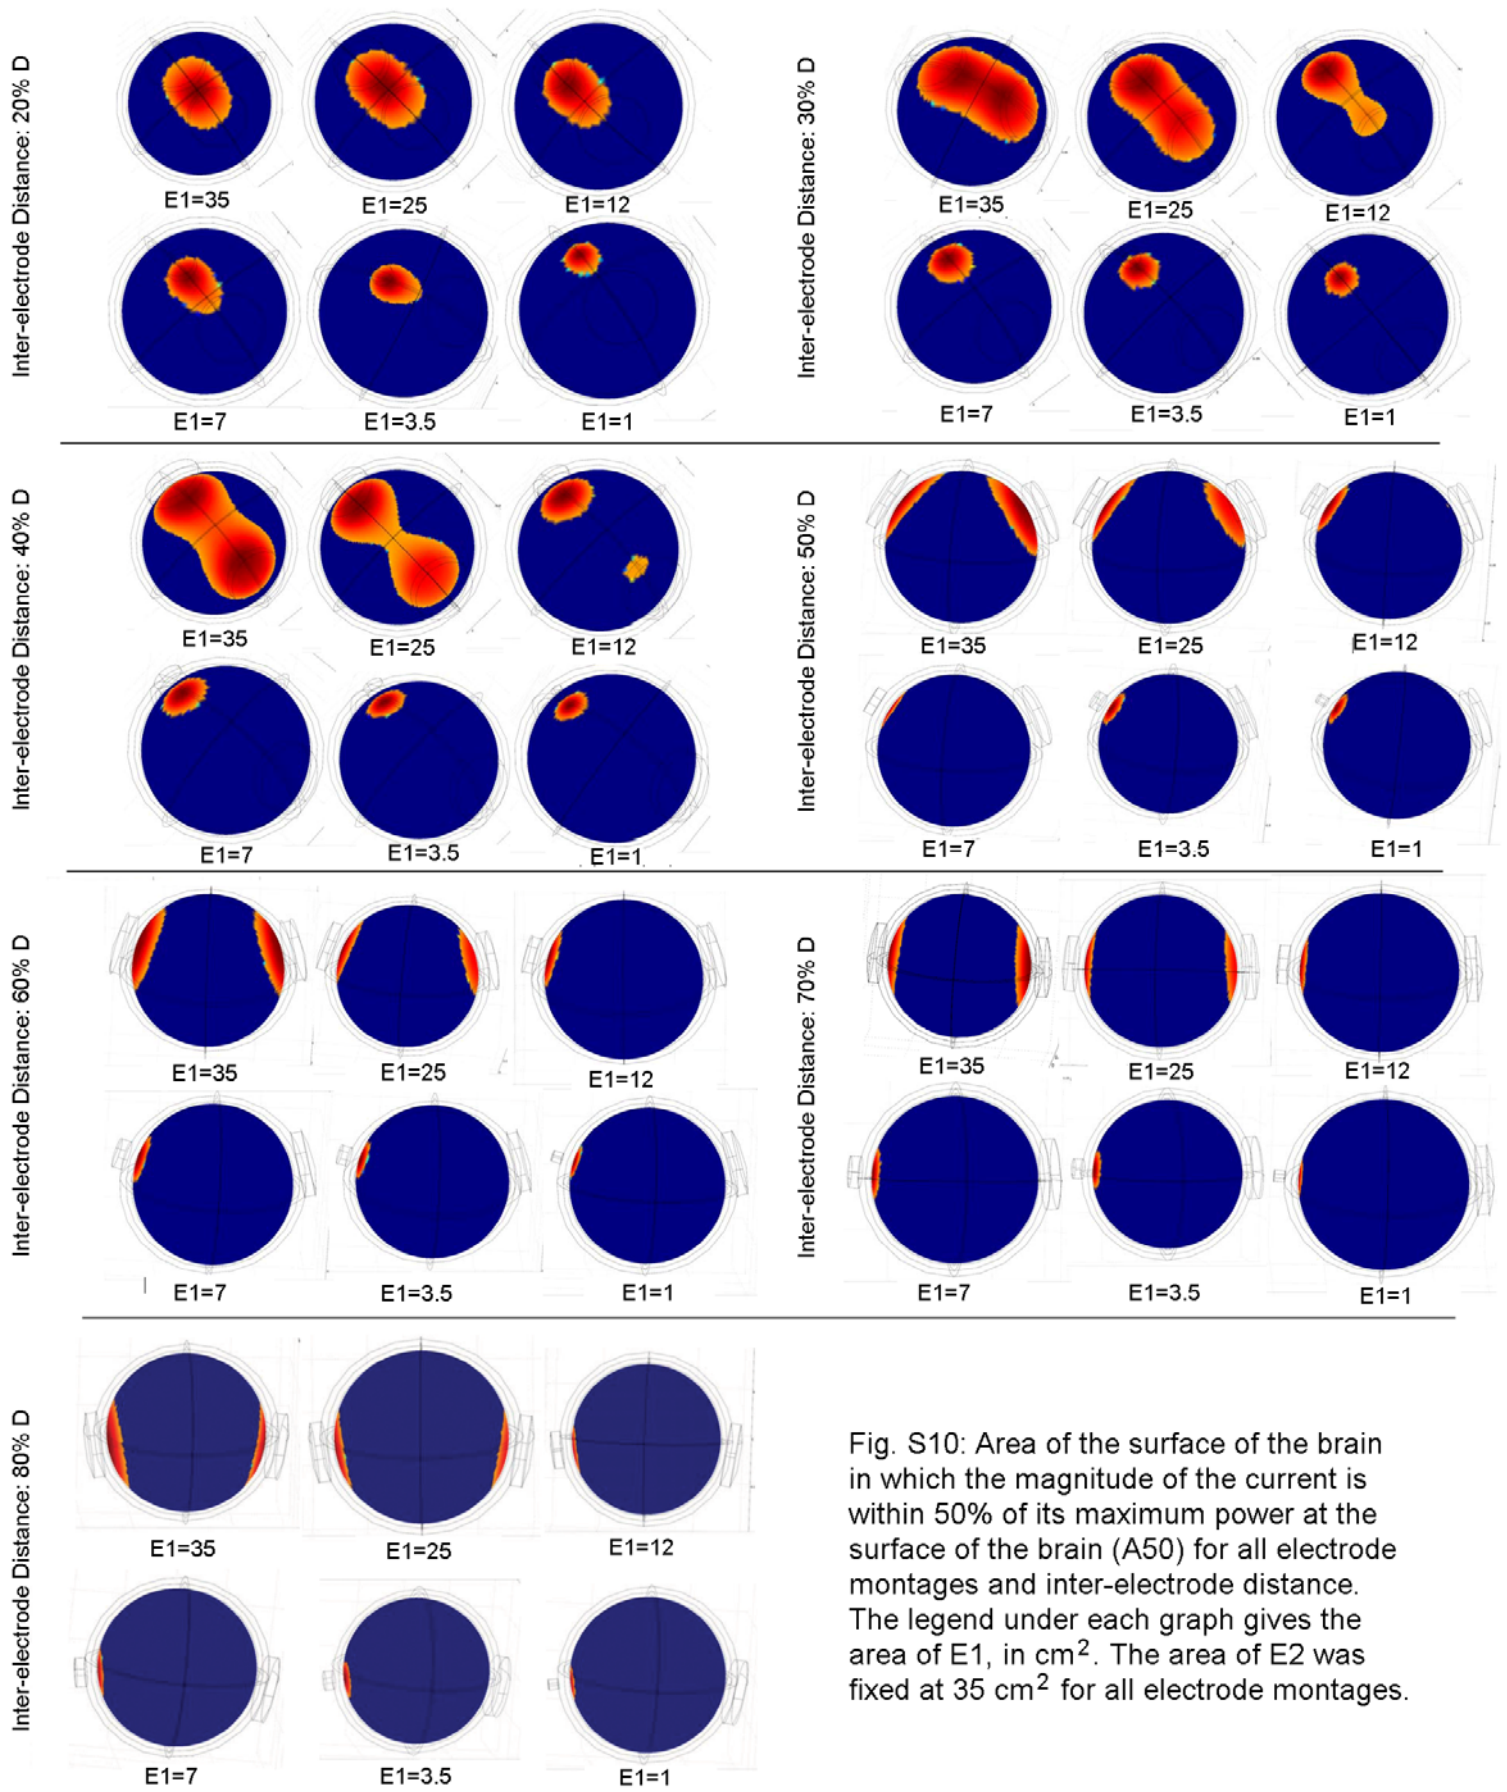 Inter-electrode Distance: 20% D
E1=35
E1=25
E1=12
E1=7
E1=3.5
E1=1
Inter-electrode Distance: 30% D
E1=35
E1=25
E1=12
E1=7
E1=3.5
E1=1
Inter-electrode Distance: 40% D
E1=35
E1=25
E1=12
E1=7
E1=3.5
E1=1
Inter-electrode Distance: 50% D
E1=35
E1=25
E1=12
E1=7
E1=3.5
E1=1
Inter-electrode Distance: 60% D
E1=35
E1=25
E1=12
E1=7
E1=3.5
E1=1
Inter-electrode Distance: 70% D
E1=35
E1=25
E1=12
E1=7
E1=3.5
E1=1
Inter-electrode Distance: 80% D
E1=35
E1=25
E1=12
E1=7
E1=3.5
E1=1
Fig. S10: Area of the surface of the brain
in which the magnitude of the current is
within 50% of its maximum power at the
surface of the brain (A50) for all electrode
montages and inter-electrode distance.
The legend under each graph gives the
area of E1, in cm². The area of E2 was
fixed at 35 cm² for all electrode montages.